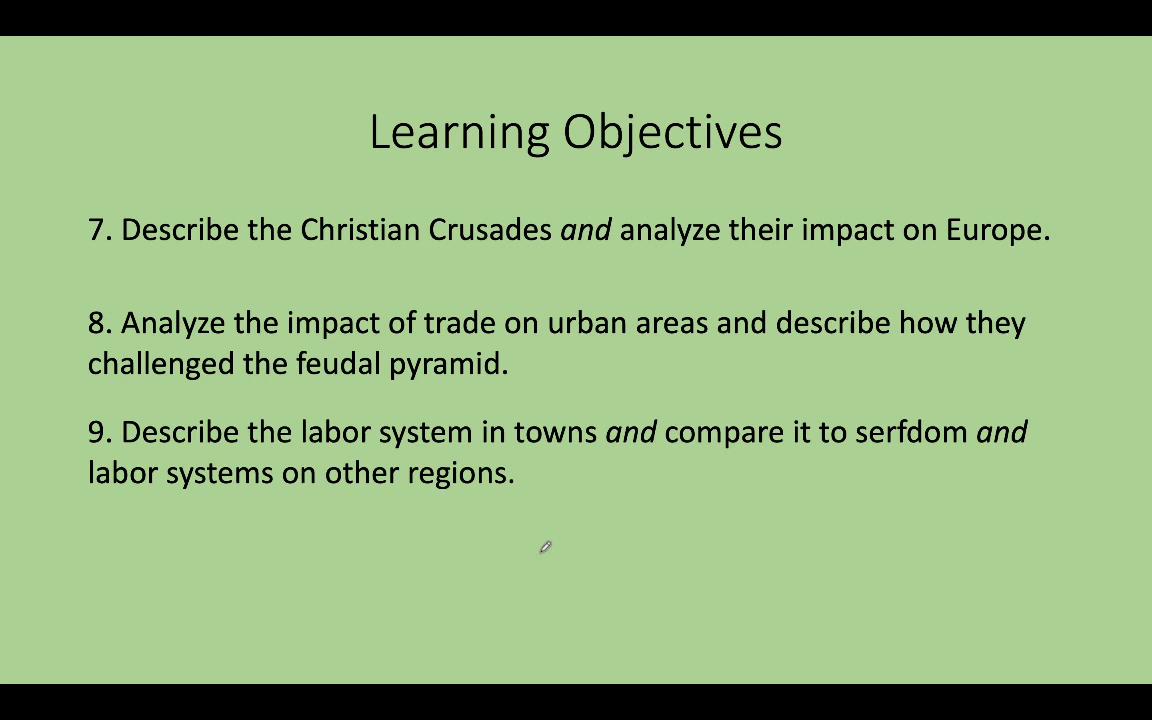 Learning Objectives
7. Describe the Christian Crusades and analyze their impact on Europe.
8. Analyze the impact of trade on urban areas and describe how they
challenged the feudal pyramid.
9. Describe the labor system in towns and compare it to serfdom and
labor systems on other regions.